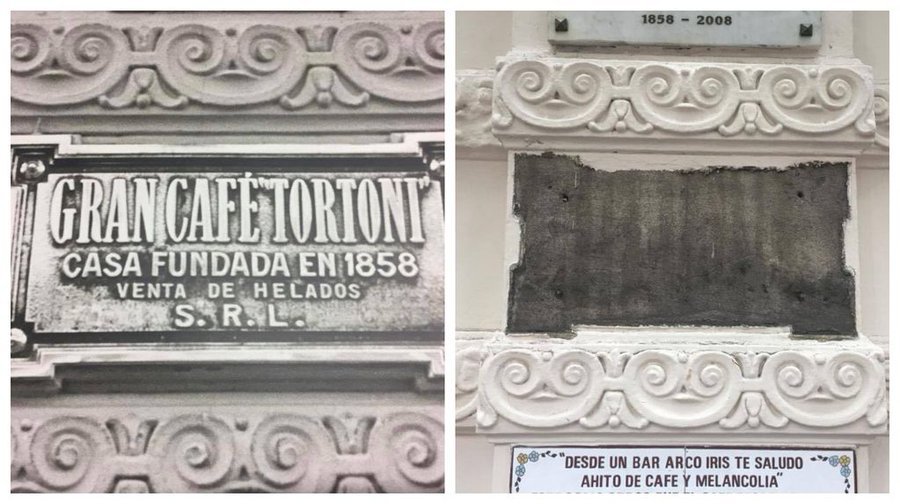 GRAN CAFÉ "TORTONI"
CASA FUNDADA EN 1858
VENTA DE HELADOS
S. R. L.
1858 - 2008
"DESDE UN BAR ARCO IRIS TE SALUDO
AHITO DE CAFE Y MELANCOLIA"